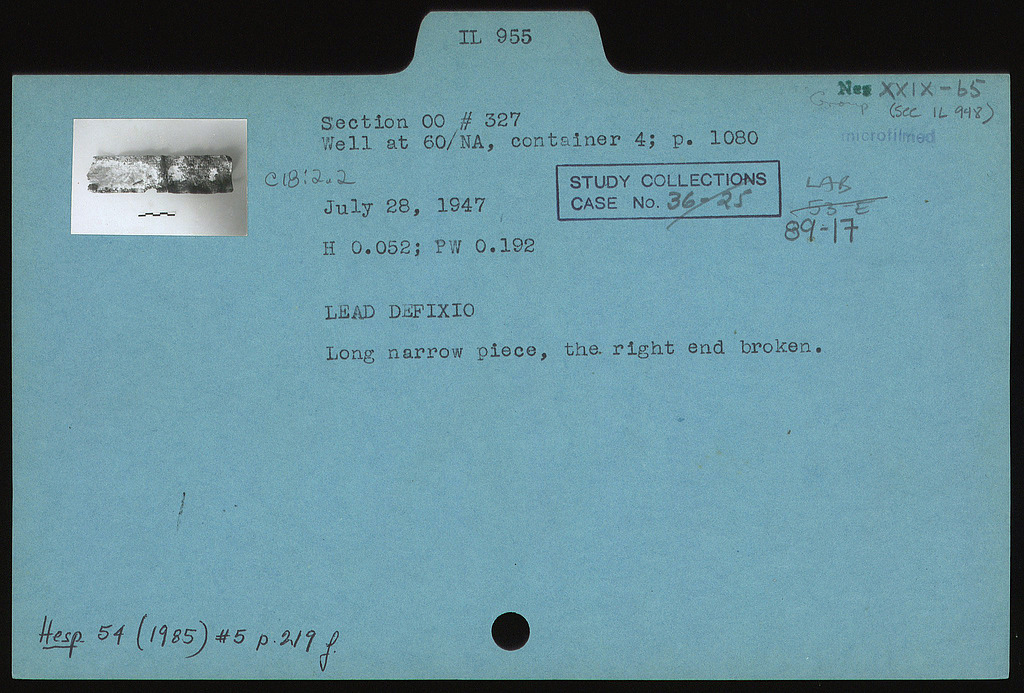 IL 955
Neg XXIX-65
Group (see IL 948)
microfilmed
Section OO # 327
Well at 60/NA, container 4; p. 1080
C18:2.2
STUDY COLLECTIONS
CASE No. 36-25
LAB
53 E
89-17
July 28, 1947
H 0.052; PW 0.192
LEAD DEFIXIO
Long narrow piece, the right end broken.
Hesp. 54 (1985) #5 p. 219 f.